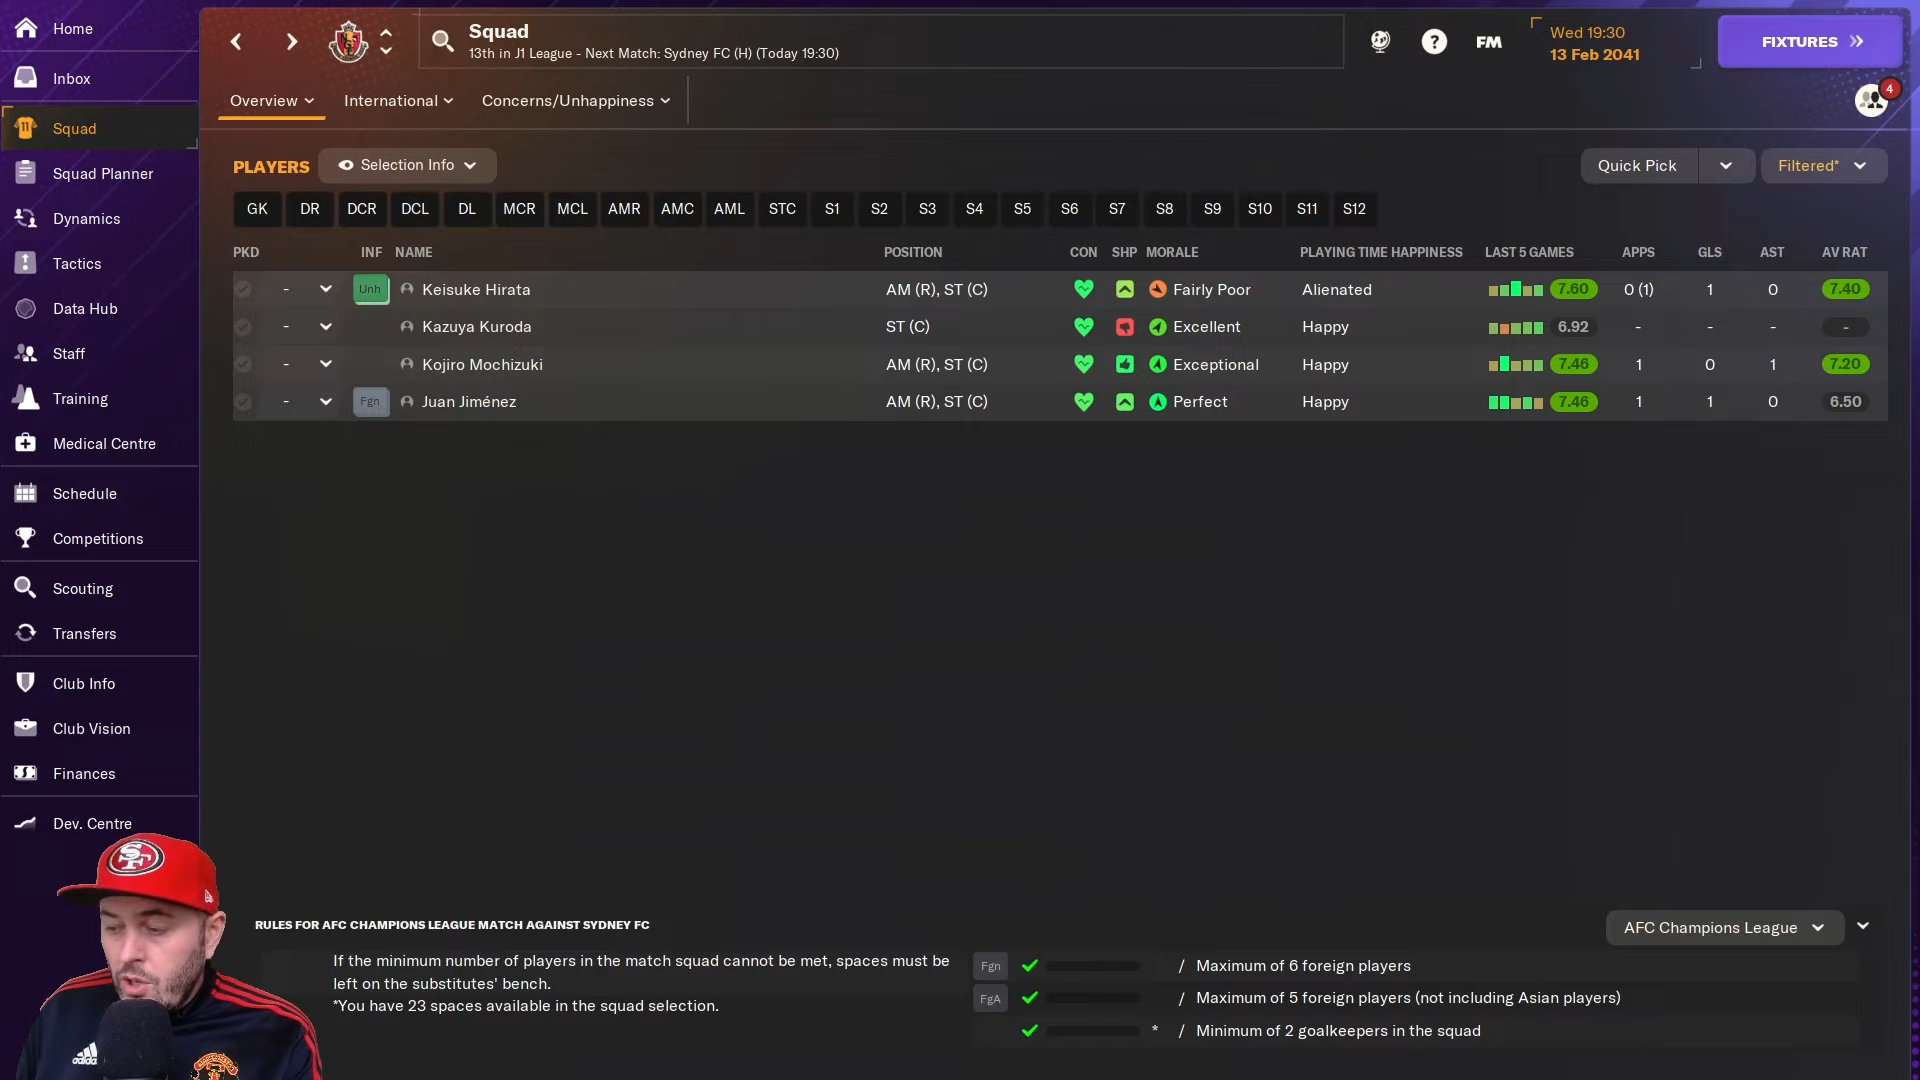 Home
Inbox
Squad
Squad Planner
Dynamics
Tactics
Data Hub
Staff
Training
Medical Centre
Schedule
Competitions
Scouting
Transfers
Club Info
Club Vision
Finances
Dev. Centre
Squad
13th in J1 League - Next Match: Sydney FC (H) (Today 19:30)
?
FM
Wed 19:30
13 Feb 2041
FIXTURES
4
Overview International Concerns/Unhappiness
PLAYERS Selection Info Quick Pick Filtered*
GK DR DCR DCL DL MCR MCL AMR AMC AML STC S1 S2 S3 S4 S5 S6 S7 S8 S9 S10 S11 S12
PKD INF NAME POSITION CON SHP MORALE PLAYING TIME HAPPINESS LAST 5 GAMES APPS GLS AST AV RAT
- Unh Keisuke Hirata AM (R), ST (C) Fairly Poor Alienated 7.60 0 (1) 1 0 7.40
- Kazuya Kuroda ST (C) Excellent Happy 6.92 - - - -
- Kojiro Mochizuki AM (R), ST (C) Exceptional Happy 7.46 1 0 1 7.20
- Fgn Juan Jiménez AM (R), ST (C) Perfect Happy 7.46 1 1 0 6.50
RULES FOR AFC CHAMPIONS LEAGUE MATCH AGAINST SYDNEY FC
AFC Champions League
If the minimum number of players in the match squad cannot be met, spaces must be
left on the substitutes' bench.
*You have 23 spaces available in the squad selection.
Fgn / Maximum of 6 foreign players
FgA / Maximum of 5 foreign players (not including Asian players)
* / Minimum of 2 goalkeepers in the squad
SF
adidas